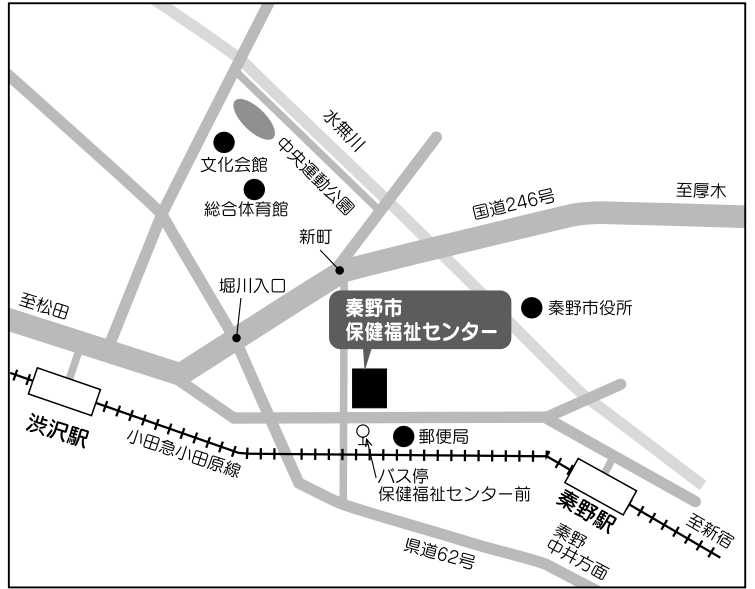 水無川
中央運動公園
文化会館
総合体育館
国道246号
至厚木
新町
堀川入口
至松田
秦野市
保健福祉センター
秦野市役所
渋沢駅
小田急小田原線
郵便局
バス停
保健福祉センター前
秦野駅
秦野
中井方面
至新宿
県道62号